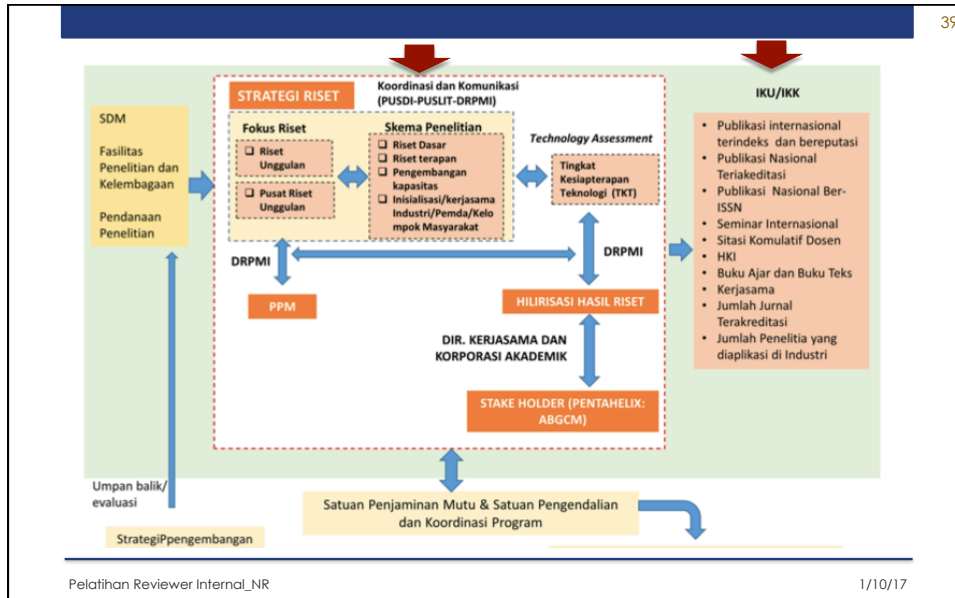 39
STRATEGI RISET
Koordinasi dan Komunikasi
(PUSDI-PUSLIT-DRPMI)
IKU/IKK
SDM
Fasilitas
Penelitian dan
Kelembagaan
Pendanaan
Penelitian
Fokus Riset
Riset
Unggulan
Pusat Riset
Unggulan
Skema Penelitian
Riset Dasar
Riset terapan
Pengembangan
kapasitas
Inisialisasi/kerjasama
Industri/Pemda/Kelo
mpok Masyarakat
Technology Assessment
Tingkat
Kesiapterapan
Teknologi (TKT)
• Publikasi internasional
terindeks dan bereputasi
• Publikasi Nasional
Teriakeditasi
• Publikasi Nasional Ber-
ISSN
• Seminar Internasional
• Sitasi Komulatif Dosen
• HKI
• Buku Ajar dan Buku Teks
• Kerjasama
• Jumlah Jurnal
Terakreditasi
• Jumlah Penelitia yang
diaplikasi di Industri
DRPMI
DRPMI
PPM
HILIRISASI HASIL RISET
DIR. KERJASAMA DAN
KORPORASI AKADEMIK
STAKE HOLDER (PENTAHELIX:
ABGCM)
Umpan balik/
evaluasi
Satuan Penjaminan Mutu & Satuan Pengendalian
dan Koordinasi Program
StrategiPpengembangan
Pelatihan Reviewer Internal_NR
1/10/17